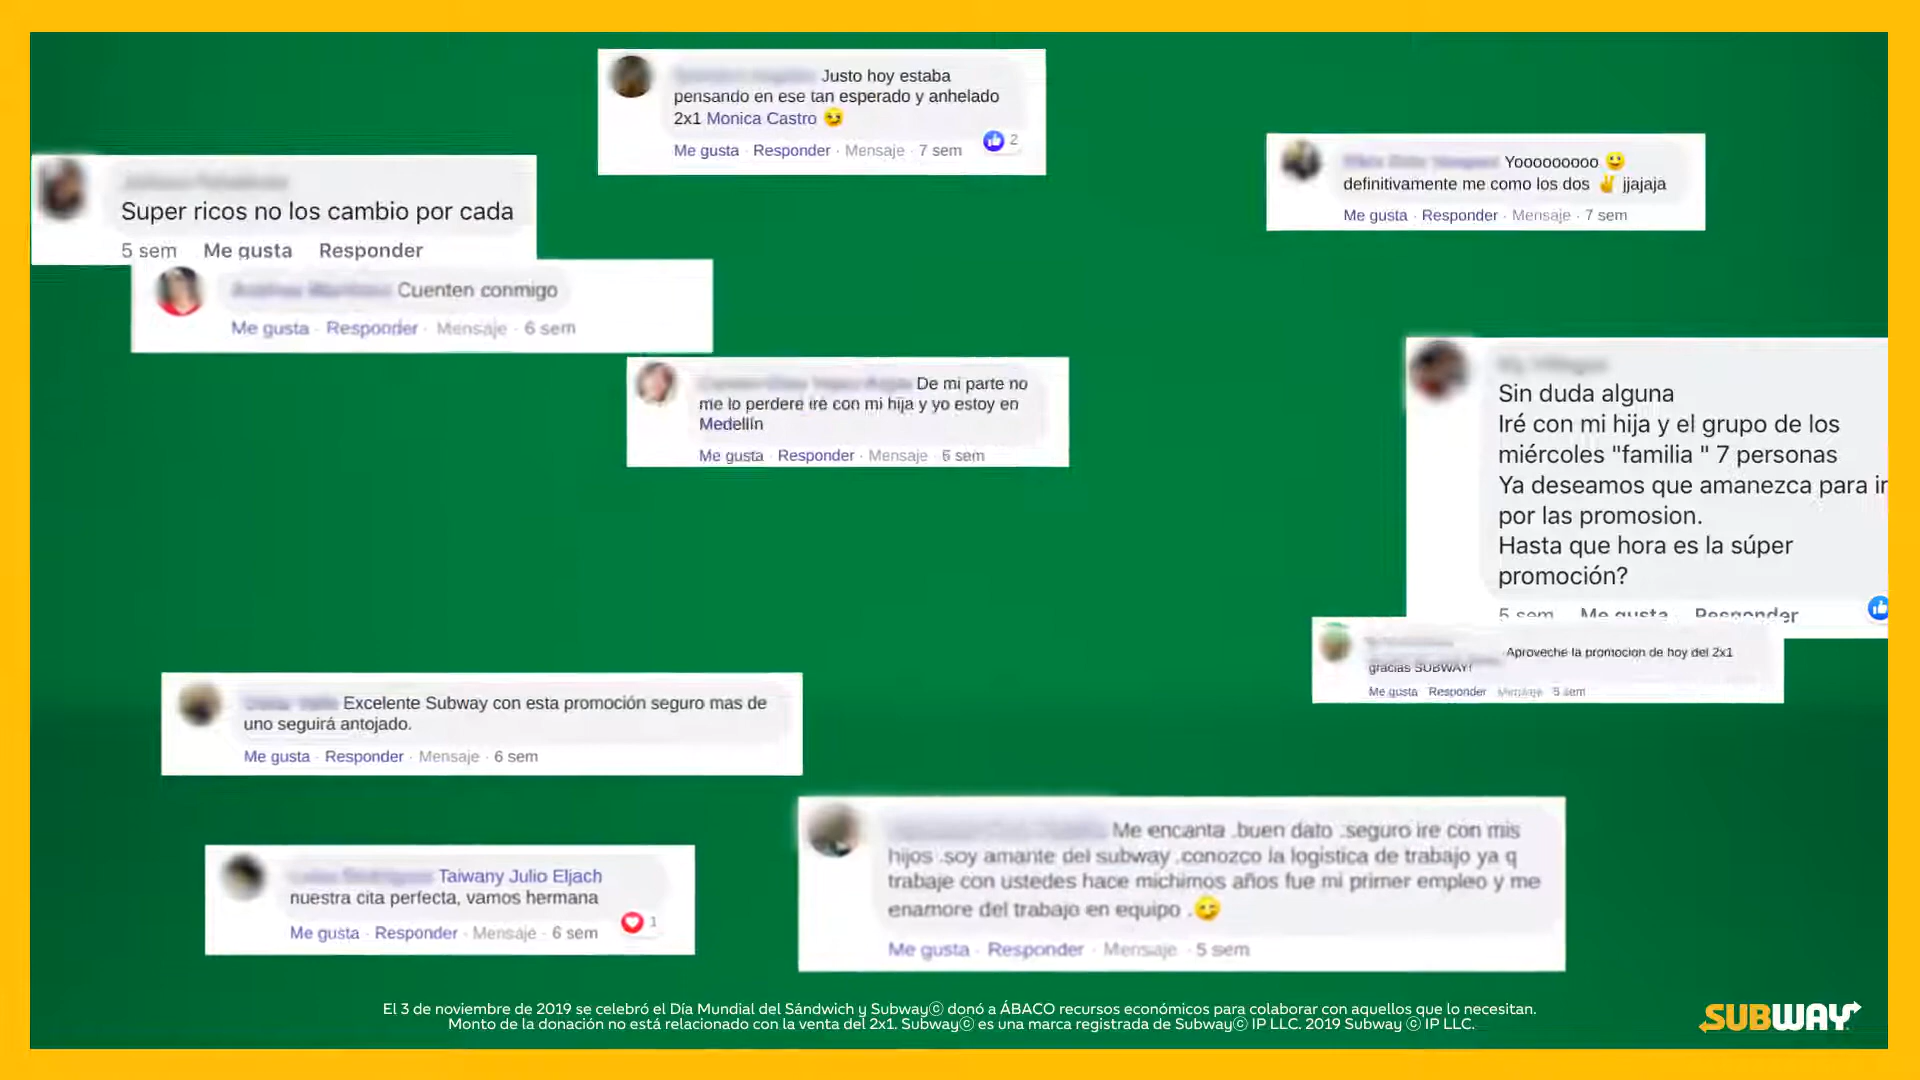 Justo hoy estaba
pensando en ese tan esperado y anhelado
2x1 Monica Castro
Me gusta · Responder · Mensaje · 7 sem
2
Yooooooooo
definitivamente me como los dos jjajaja
Me gusta · Responder · Mensaje · 7 sem
Super ricos no los cambio por cada
5 sem Me gusta Responder
Cuenten conmigo
Me gusta · Responder · Mensaje · 6 sem
De mi parte no
me lo perdere ire con mi hija y yo estoy en
Medellín
Me gusta · Responder · Mensaje · 6 sem
Sin duda alguna
Iré con mi hija y el grupo de los
miércoles "familia " 7 personas
Ya deseamos que amanezca para ir
por las promosion.
Hasta que hora es la súper
promoción?
5 sem Me gusta Responder
Aproveche la promocion de hoy del 2x1
gracias SUBWAY!
Me gusta Responder Mensaje 5 sem
Excelente Subway con esta promoción seguro mas de
uno seguirá antojado.
Me gusta · Responder · Mensaje · 6 sem
Taiwany Julio Eljach
nuestra cita perfecta, vamos hermana
Me gusta · Responder · Mensaje · 6 sem
1
Me encanta .buen dato .seguro ire con mis
hijos .soy amante del subway .conozco la logistica de trabajo ya q
trabaje con ustedes hace michimos años fue mi primer empleo y me
enamore del trabajo en equipo .
Me gusta · Responder · Mensaje · 5 sem
El 3 de noviembre de 2019 se celebró el Día Mundial del Sándwich y Subwayⓒ donó a ÁBACO recursos económicos para colaborar con aquellos que lo necesitan.
Monto de la donación no está relacionado con la venta del 2x1. Subwayⓒ es una marca registrada de Subwayⓒ IP LLC. 2019 Subway ⓒ IP LLC.
SUBWAY